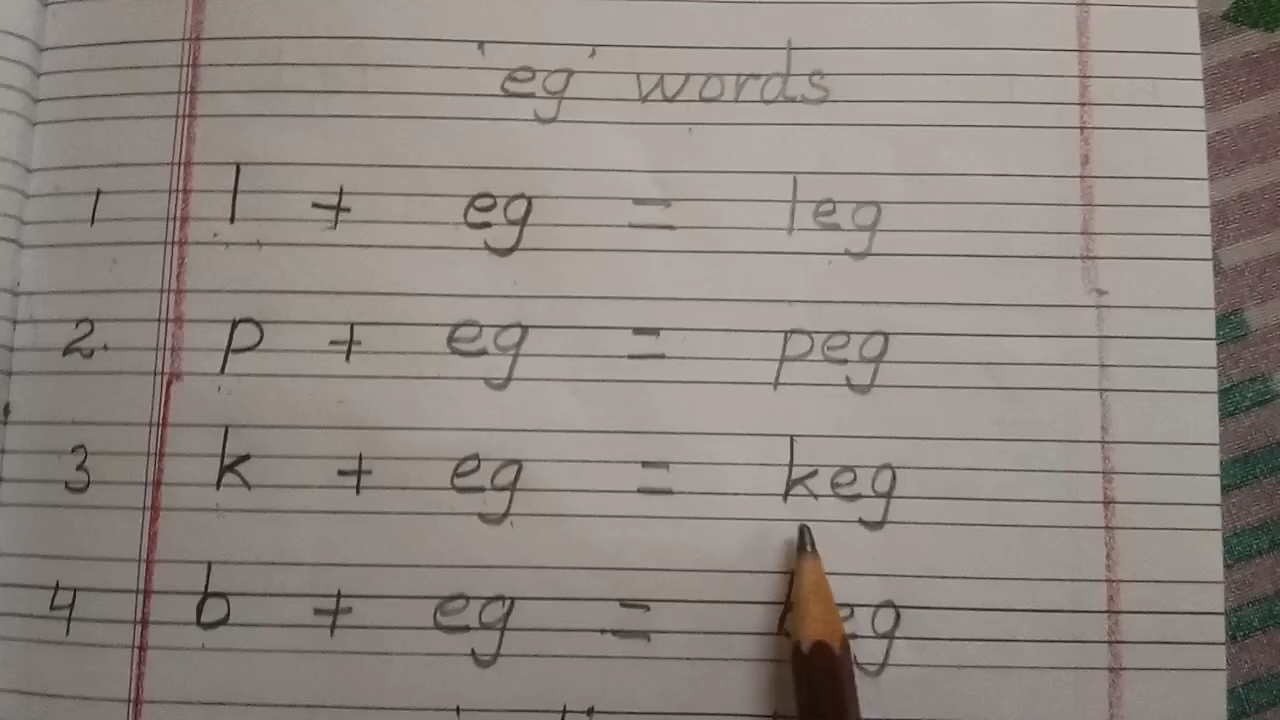 'eg' words
1 l + eg = leg
2. p + eg = peg
3 k + eg = keg
4 b + eg =